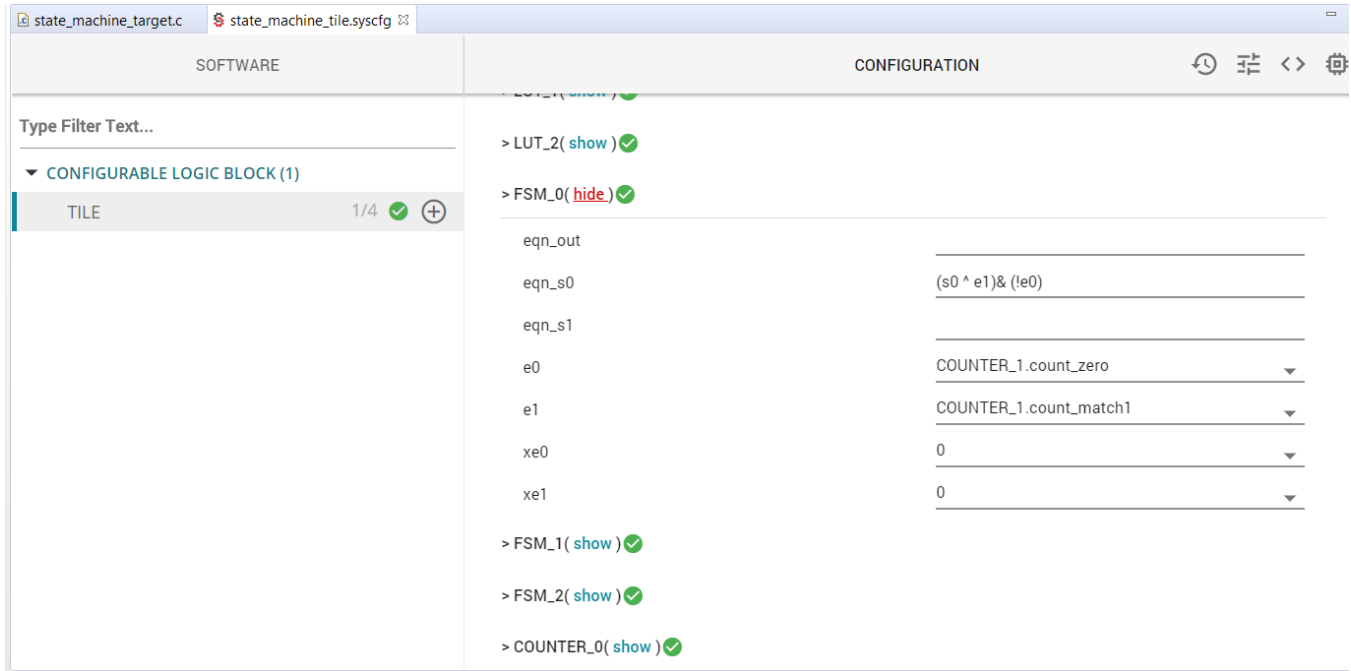 state_machine_target.c state_machine_tile.syscfg
SOFTWARE
CONFIGURATION
Type Filter Text...
CONFIGURABLE LOGIC BLOCK (1)
TILE 1/4
> LUT_1( show )
> LUT_2( show )
> FSM_0( hide )
eqn_out
eqn_s0 (s0 ^ e1)& (!e0)
eqn_s1
e0 COUNTER_1.count_zero
e1 COUNTER_1.count_match1
xe0 0
xe1 0
> FSM_1( show )
> FSM_2( show )
> COUNTER_0( show )